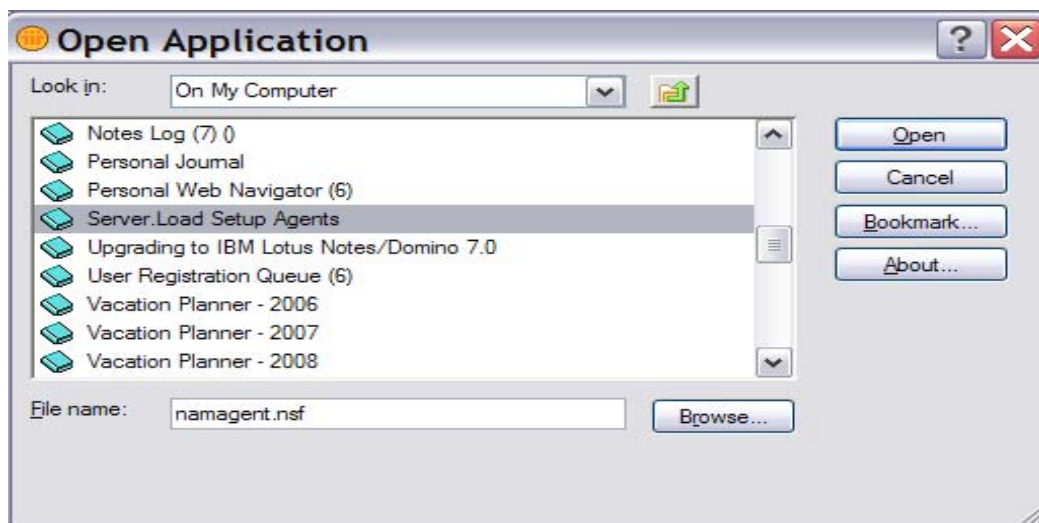 Open Application
Look in:
On My Computer
Notes Log (7) ()
Personal Journal
Personal Web Navigator (6)
Server.Load Setup Agents
Upgrading to IBM Lotus Notes/Domino 7.0
User Registration Queue (6)
Vacation Planner - 2006
Vacation Planner - 2007
Vacation Planner - 2008
Open
Cancel
Bookmark...
About...
File name:
namagent.nsf
Browse...